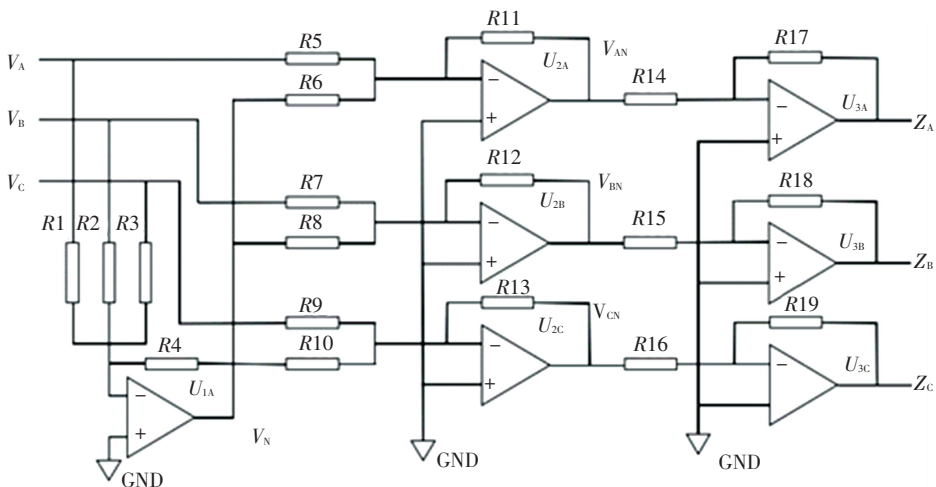 R11
R17
R5
V_AN
V_A
U_2A
R14
R6
U_3A
V_B
Z_A
R12
R7
V_BN
R18
V_C
U_2B
R15
R1 R2 R3
R8
U_3B
Z_B
R9
R13
V_CN
R19
U_2C
R4
R10
R16
U_3C
U_1A
Z_C
V_N
GND
GND
GND
− + − + − + − + − + − + − +